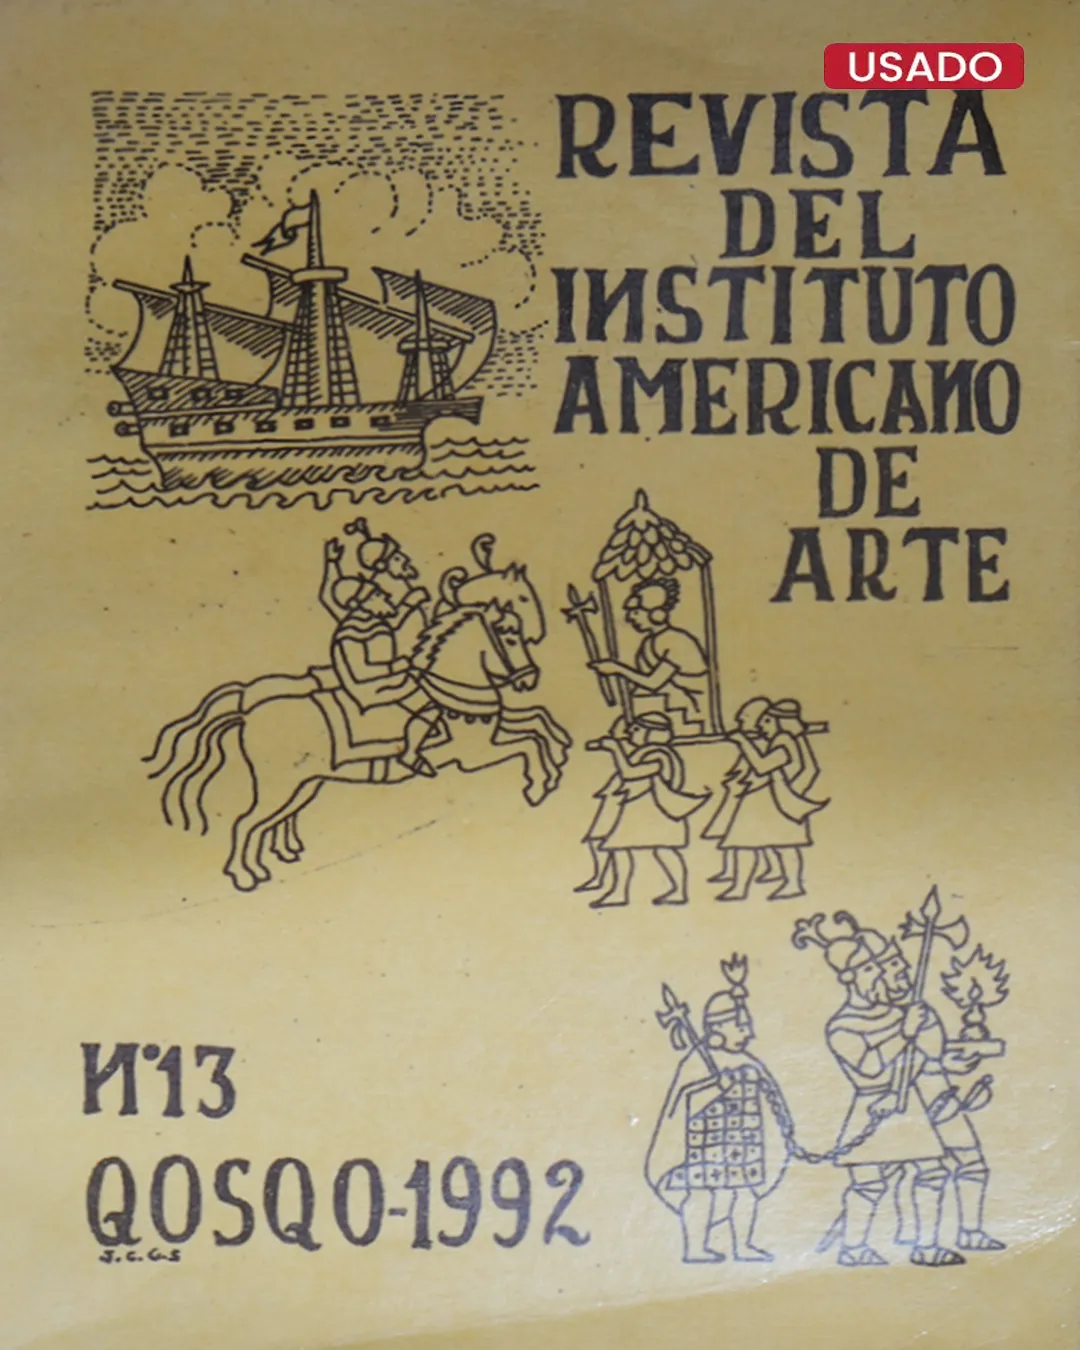 USADO
REVISTA
DEL
INSTITUTO
AMERICANO
DE
ARTE
N°13
QOSQO-1992
J.C.G.S